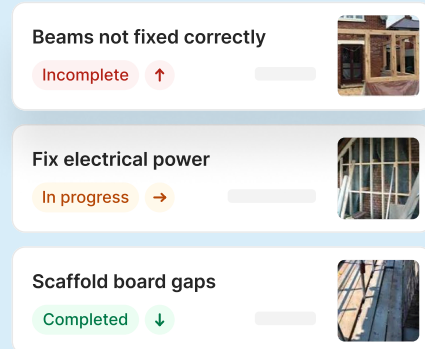 Beams not fixed correctly
Incomplete ↑
Fix electrical power
In progress →
Scaffold board gaps
Completed ↓